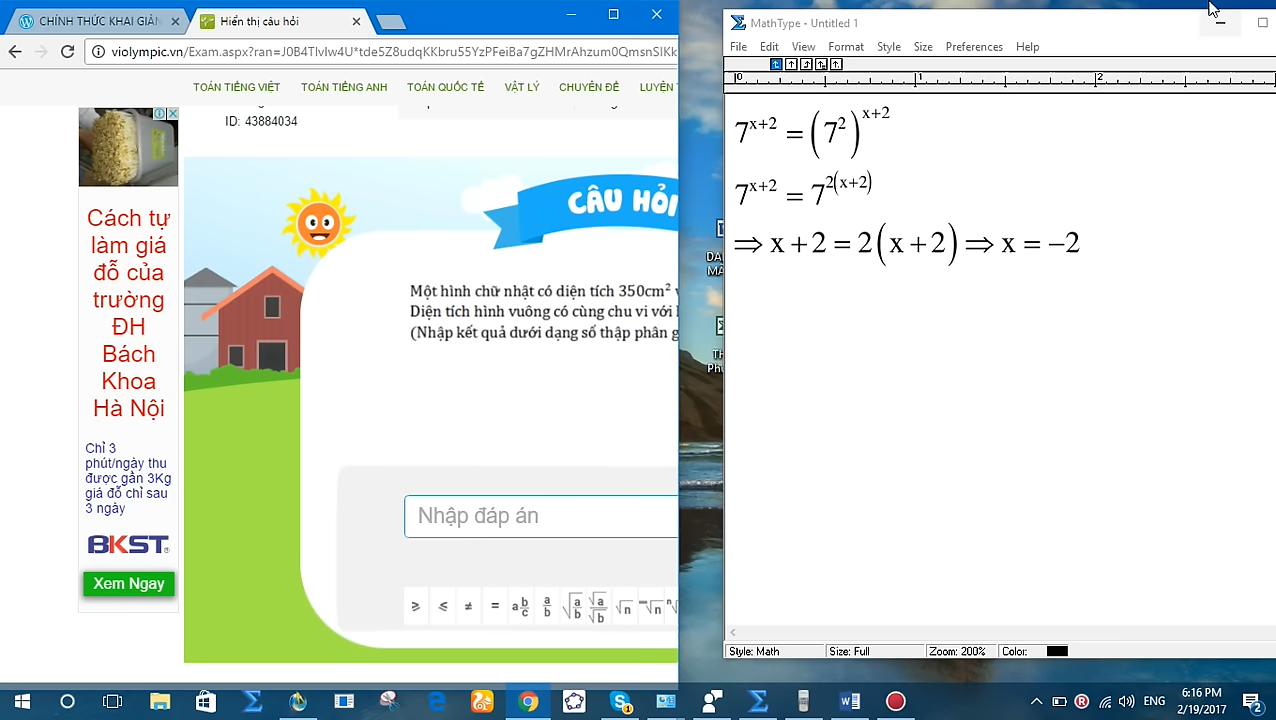 CHÍNH THỨC KHAI GIẢN
Hiển thị câu hỏi
violympic.vn/Exam.aspx?ran=J0B4TlvIw4U*tde5Z8udqKKbru55YzPFeiBa7gZHMrAhzum0QmsnSIKk
TOÁN TIẾNG VIỆT TOÁN TIẾNG ANH TOÁN QUỐC TẾ VẬT LÝ CHUYÊN ĐỀ LUYỆN
ID: 43884034
Cách tự
làm giá
đỗ của
trường
ĐH
Bách
Khoa
Hà Nội
Chỉ 3
phút/ngày thu
được gần 3Kg
giá đỗ chỉ sau
3 ngày
BKST
Xem Ngay
CÂU HỎI
Một hình chữ nhật có diện tích 350cm²
Diện tích hình vuông có cùng chu vi với
(Nhập kết quả dưới dạng số thập phân
Nhập đáp án
≥ ≤ ≠ = a b/c a/b √(a/b) √a/√b √n −√n
MathType - Untitled 1
File Edit View Format Style Size Preferences Help
0 1 2
7^(x+2) = (7²)^(x+2)
7^(x+2) = 7^(2(x+2))
⇒ x + 2 = 2(x + 2) ⇒ x = −2
Style: Math Size: Full Zoom: 200% Color:
ENG
6:16 PM
2/19/2017